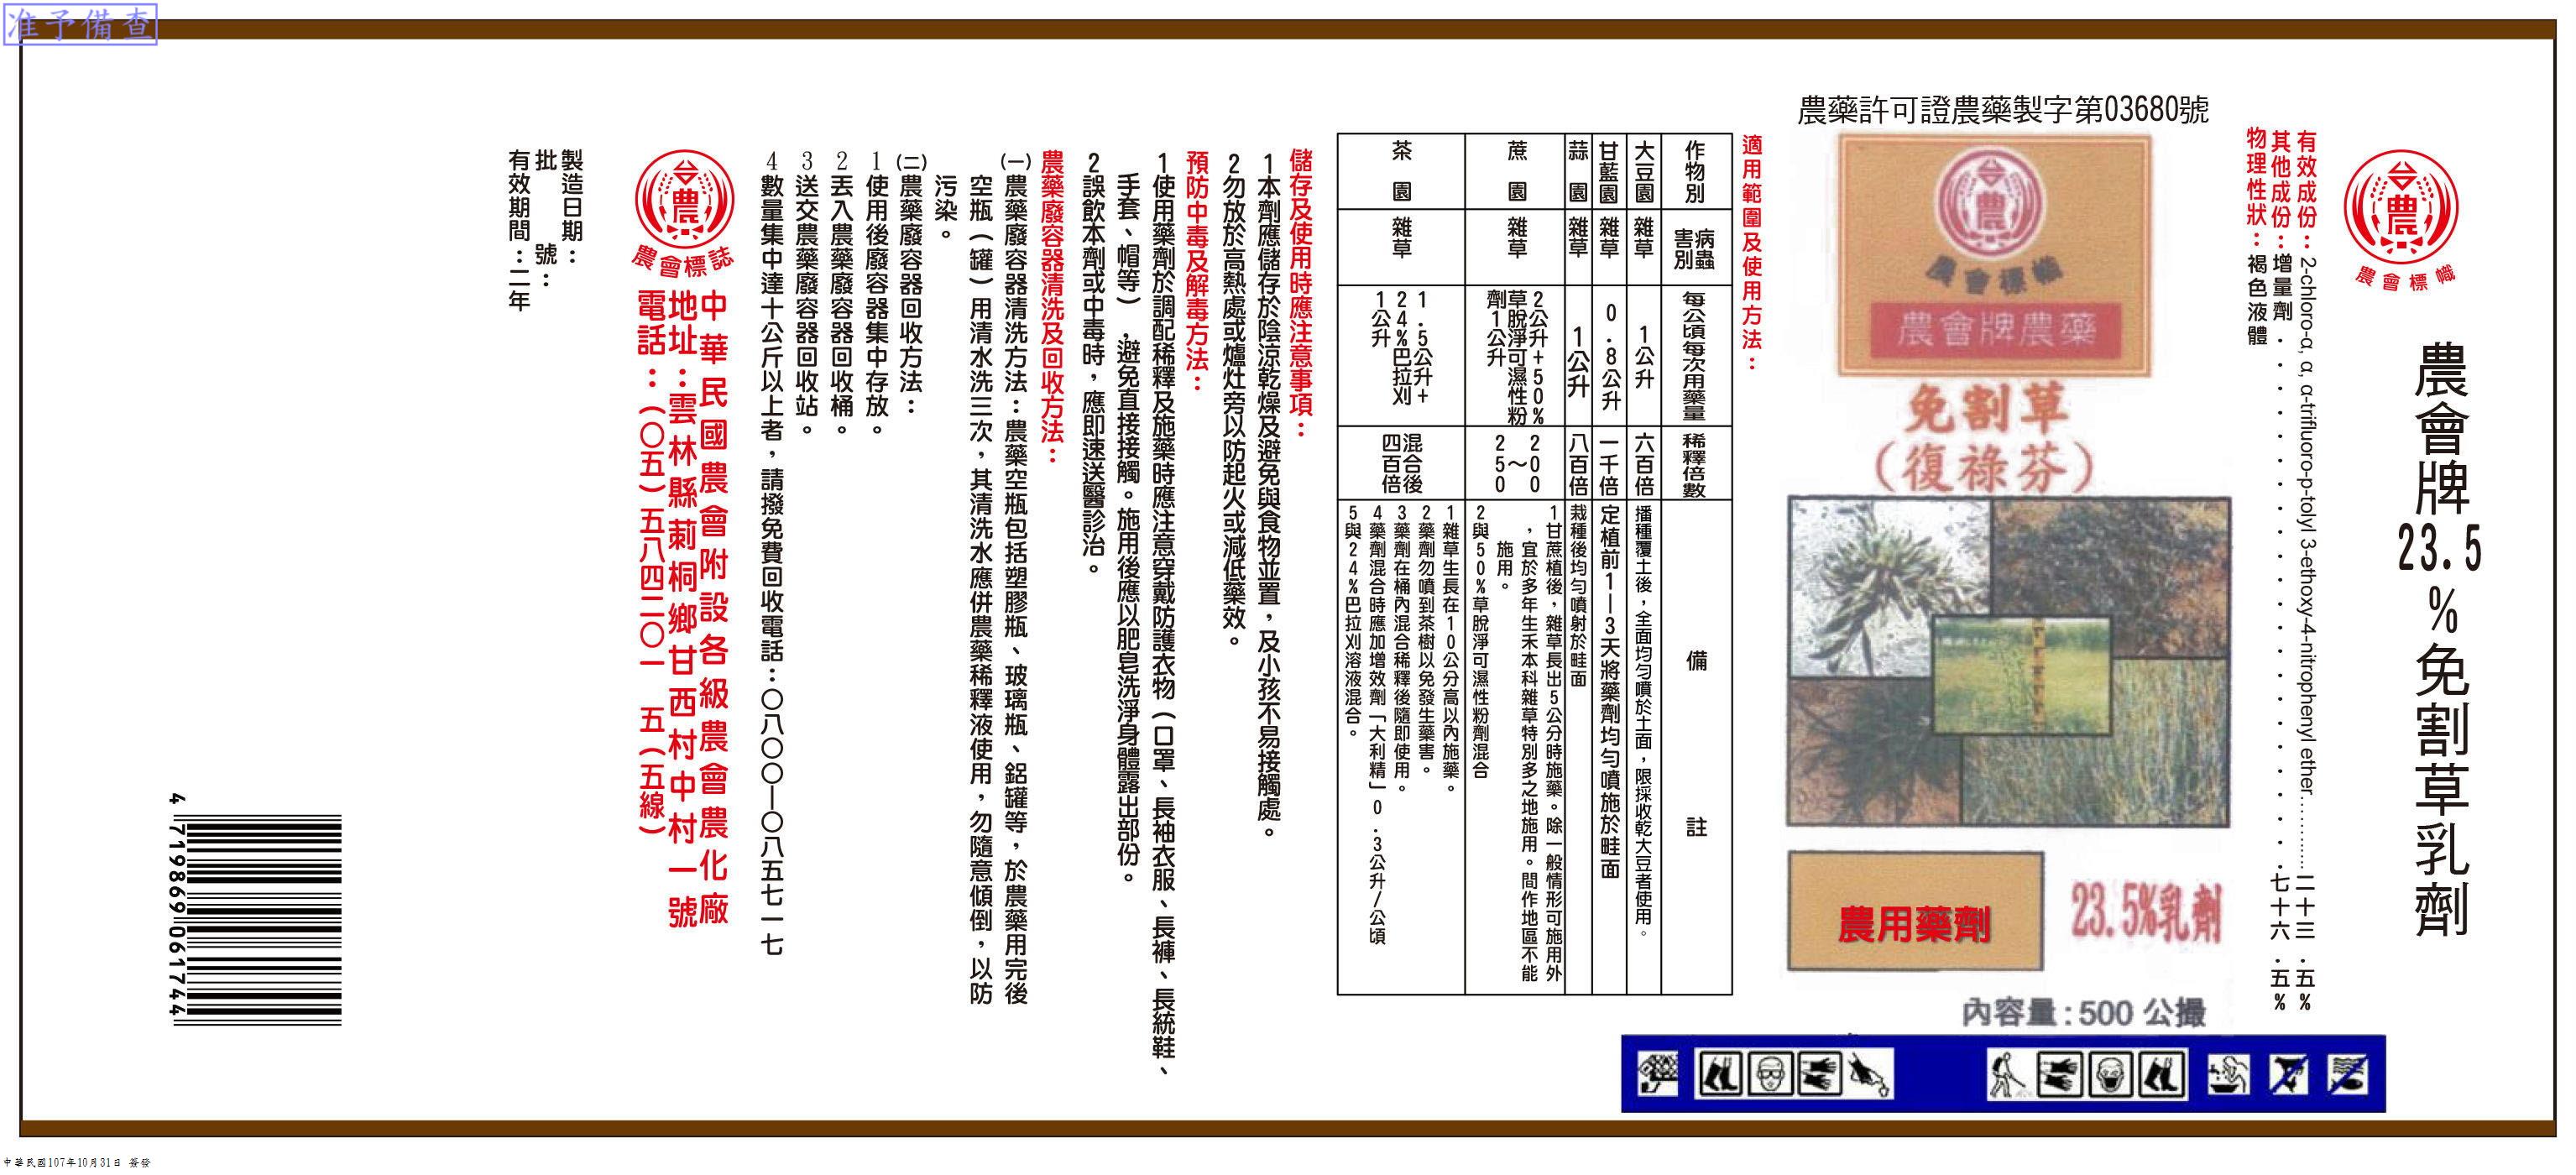 准予備查
農會標幟
農會牌23.5%免割草乳劑
有效成份：2-chloro-α, α, α-trifluoro-p-tolyl 3-ethoxy-4-nitrophenyl ether............二十三.五%
其他成份：增量劑........................七十六.五%
物理性狀：褐色液體
農藥許可證農藥製字第03680號
農
農會標幟
農會牌農藥
免割草
(復祿芬)
農用藥劑
23.5%乳劑
內容量:500 公撮
適用範圍及使用方法：
作物別 病蟲害別 每公頃每次用藥量 稀釋倍數 備註
大豆園 雜草 1公升 六百倍 播種覆土後，全面均勻噴於土面，限採收乾大豆者使用。
甘藍園 雜草 0.8公升 一千倍 定植前1—3天將藥劑均勻噴施於畦面
蒜園 雜草 1公升 八百倍 栽種後均勻噴射於畦面
蔗園 雜草 2公升+50%草脫淨可濕性粉劑1公升 200～250
1甘蔗植後，雜草長出5公分時施藥。除一般情形可施用外
，宜於多年生禾本科雜草特別多之地施用。間作地區不能
施用。
2與50%草脫淨可濕性粉劑混合
茶園 雜草 1.5公升+24%巴拉刈1公升 混合後四百倍
1雜草生長在10公分高以內施藥。
2藥劑勿噴到茶樹以免發生藥害。
3藥劑在桶內混合稀釋後隨即使用。
4藥劑混合時應加增效劑「大利精」0.3公升/公頃
5與24%巴拉刈溶液混合。
儲存及使用時應注意事項：
1本劑應儲存於陰涼乾燥及避免與食物並置，及小孩不易接觸處。
2勿放於高熱處或爐灶旁以防起火或減低藥效。
預防中毒及解毒方法：
1使用藥劑於調配稀釋及施藥時應注意穿戴防護衣物（口罩、長袖衣服、長褲、長統鞋、
手套、帽等），避免直接接觸。施用後應以肥皂洗淨身體露出部份。
2誤飲本劑或中毒時，應即速送醫診治。
農藥廢容器清洗及回收方法：
(一)農藥廢容器清洗方法：農藥空瓶包括塑膠瓶、玻璃瓶、鋁罐等，於農藥用完後
空瓶（罐）用清水洗三次，其清洗水應併農藥稀釋液使用，勿隨意傾倒，以防
污染。
(二)農藥廢容器回收方法：
1使用後廢容器集中存放。
2丟入農藥廢容器回收桶。
3送交農藥廢容器回收站。
4數量集中達十公斤以上者，請撥免費回收電話：〇八〇〇—〇八五七一七
農會標誌
中華民國農會附設各級農會農化廠
地址：雲林縣莿桐鄉甘西村中村一號
電話：（〇五）五八四二〇一 五（五線）
製造日期：
批號：
有效期間：二年
4 719869 061744
中華民國107年10月31日 簽發